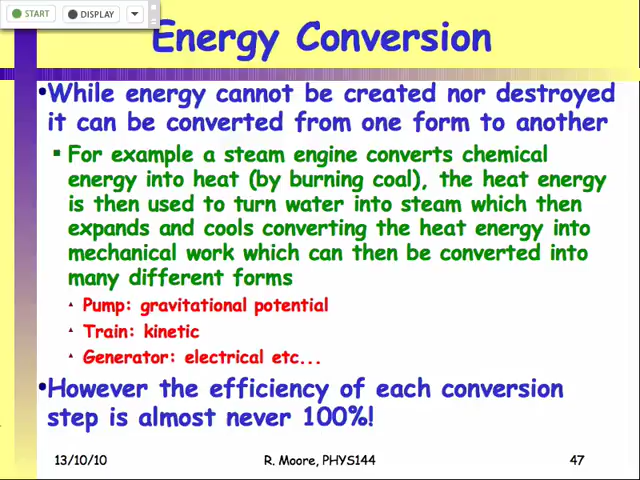 START
DISPLAY
Energy Conversion
•While energy cannot be created nor destroyed
it can be converted from one form to another
▪ For example a steam engine converts chemical
energy into heat (by burning coal), the heat energy
is then used to turn water into steam which then
expands and cools converting the heat energy into
mechanical work which can then be converted into
many different forms
▴ Pump: gravitational potential
▴ Train: kinetic
▴ Generator: electrical etc...
•However the efficiency of each conversion
step is almost never 100%!
13/10/10 R. Moore, PHYS144 47